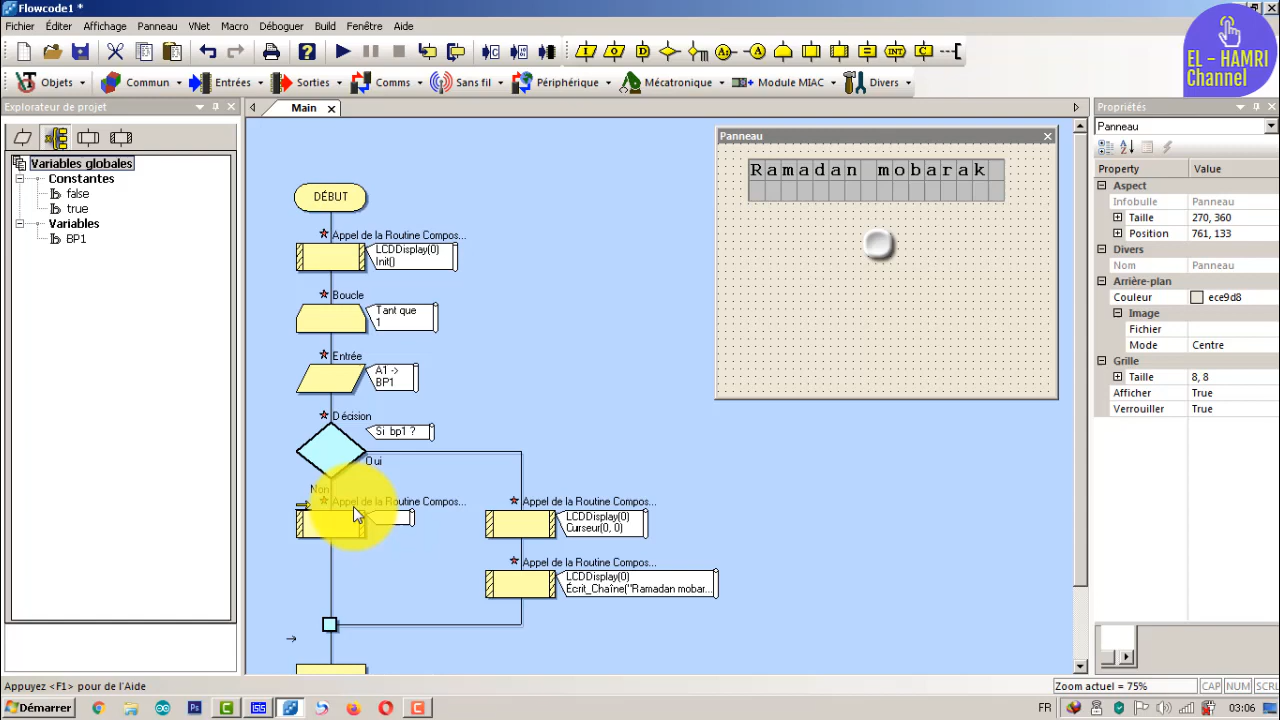 Flowcode1 *
Fichier Éditer Affichage Panneau VNet Macro Déboguer Build Fenêtre Aide
EL - HAMRI
Channel
Objets Commun Entrées Sorties Comms Sans fil Périphérique Mécatronique Module MIAC Divers
Explorateur de projet
Main
Propriétés
Variables globales
Constantes
false
true
Variables
BP1
Panneau
Ramadan mobarak
DÉBUT
Appel de la Routine Compos...
LCDDisplay(0)
Init()
Boucle
Tant que
1
Entrée
A1 ->
BP1
Décision
Si bp1 ?
Oui
Non
Appel de la Routine Compos...
Appel de la Routine Compos...
LCDDisplay(0)
Curseur(0, 0)
Appel de la Routine Compos...
LCDDisplay(0)
Écrit_Chaîne("Ramadan mobar...
Panneau
Property Value
Aspect
Infobulle Panneau
Taille 270, 360
Position 761, 133
Divers
Nom Panneau
Arrière-plan
Couleur ece9d8
Image
Fichier
Mode Centre
Grille
Taille 8, 8
Afficher True
Verrouiller True
Appuyez <F1> pour de l'Aide
Zoom actuel = 75% CAP NUM SCRL
Démarrer
FR 03:06